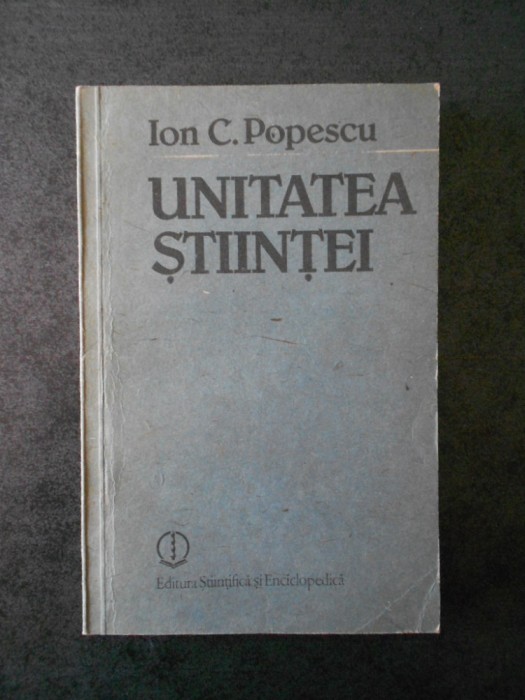 Ion C. Popescu
UNITATEA
ȘTIINȚEI
Editura Științifică și Enciclopedică